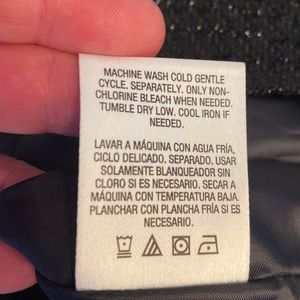 MACHINE WASH COLD GENTLE
CYCLE. SEPARATELY. ONLY NON-
CHLORINE BLEACH WHEN NEEDED.
TUMBLE DRY LOW. COOL IRON IF
NEEDED.
LAVAR A MÁQUINA CON AGUA FRÍA,
CICLO DELICADO. SEPARADO. USAR
SOLAMENTE BLANQUEADOR SIN
CLORO SI ES NECESARIO. SECAR A
MÁQUINA CON TEMPERATURA BAJA.
PLANCHAR CON PLANCHA FRÍA SI ES
NECESARIO.